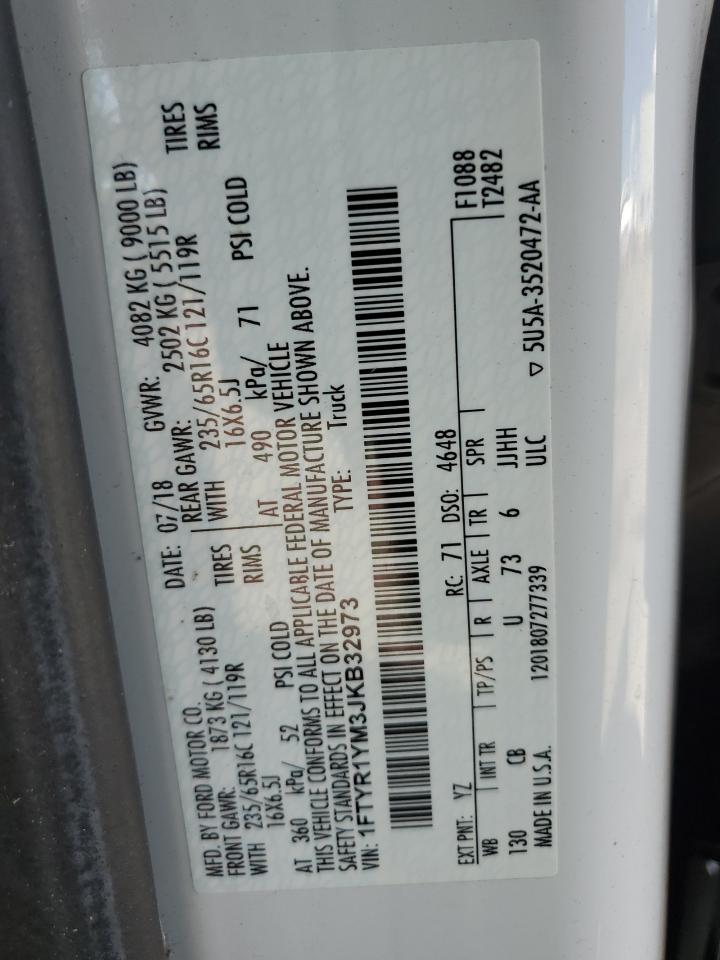 MFD. BY FORD MOTOR CO.
DATE: 07/18 GVWR: 4082 KG ( 9000 LB)
FRONT GAWR: 1873 KG ( 4130 LB) REAR GAWR: 2502 KG ( 5515 LB)
WITH 235/65R16C 121/119R TIRES WITH 235/65R16C 121/119R TIRES
16X6.5J RIMS 16X6.5J RIMS
AT 360 kPa/ 52 PSI COLD AT 490 kPa/ 71 PSI COLD
THIS VEHICLE CONFORMS TO ALL APPLICABLE FEDERAL MOTOR VEHICLE
SAFETY STANDARDS IN EFFECT ON THE DATE OF MANUFACTURE SHOWN ABOVE.
VIN: 1FTYR1YM3JKB32973 TYPE: Truck
EXT PNT: YZ RC: 71 DSO: 4648 F1088
WB INT TR TP/PS R AXLE TR SPR T2482
130 CB U 73 6 JJHH
MADE IN U.S.A. 1201807277339 ULC ▽ 5U5A-3520472-AA